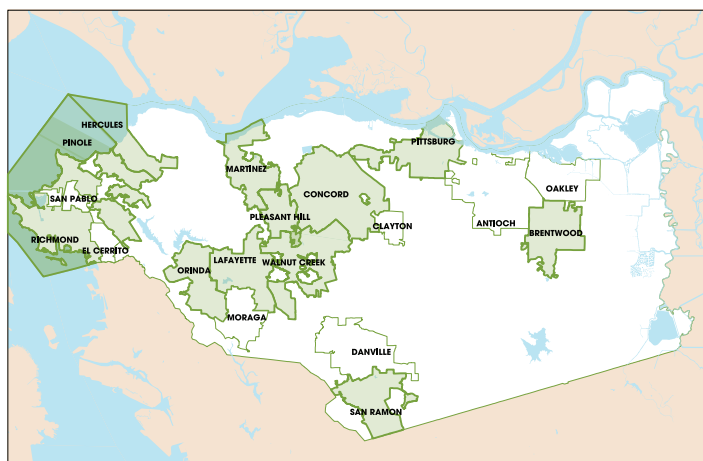 HERCULES
PINOLE
PITTSBURG
MARTINEZ
OAKLEY
CONCORD
SAN PABLO
PLEASANT HILL
ANTIOCH
CLAYTON
BRENTWOOD
RICHMOND
EL CERRITO
LAFAYETTE
WALNUT CREEK
ORINDA
MORAGA
DANVILLE
SAN RAMON